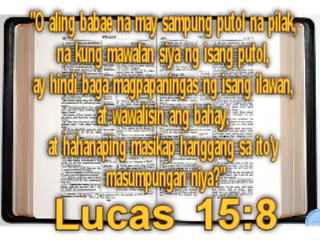 "O aling babae na may sampung putol na pilak,
na kung mawalan siya ng isang putol,
ay hindi baga magpapaningas ng isang ilawan,
at wawalisin ang bahay,
at hahanaping masikap hanggang sa ito'y
masumpungan niya?"
Lucas 15:8